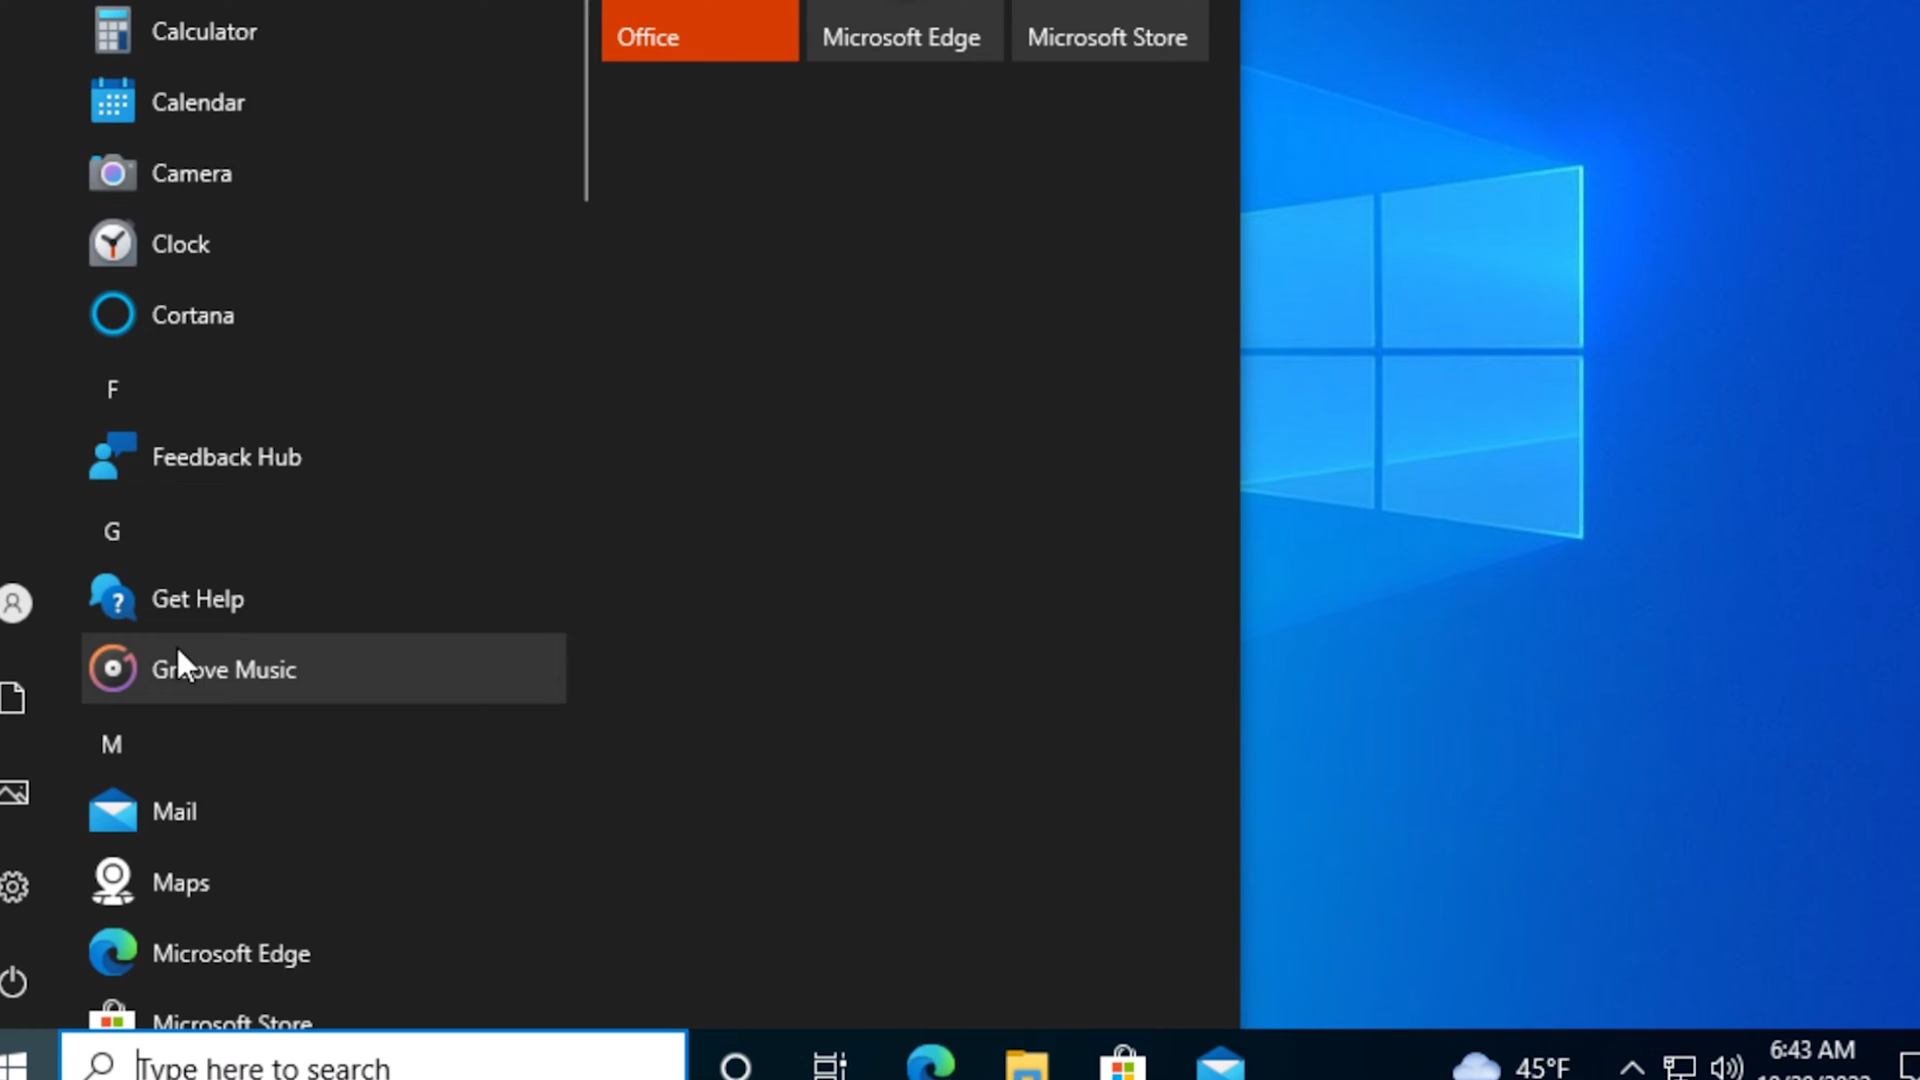 Calculator
Calendar
Camera
Clock
Cortana
F
Feedback Hub
G
Get Help
Groove Music
M
Mail
Maps
Microsoft Edge
Microsoft Store
Office
Microsoft Edge
Microsoft Store
Type here to search
45°F
6:43 AM